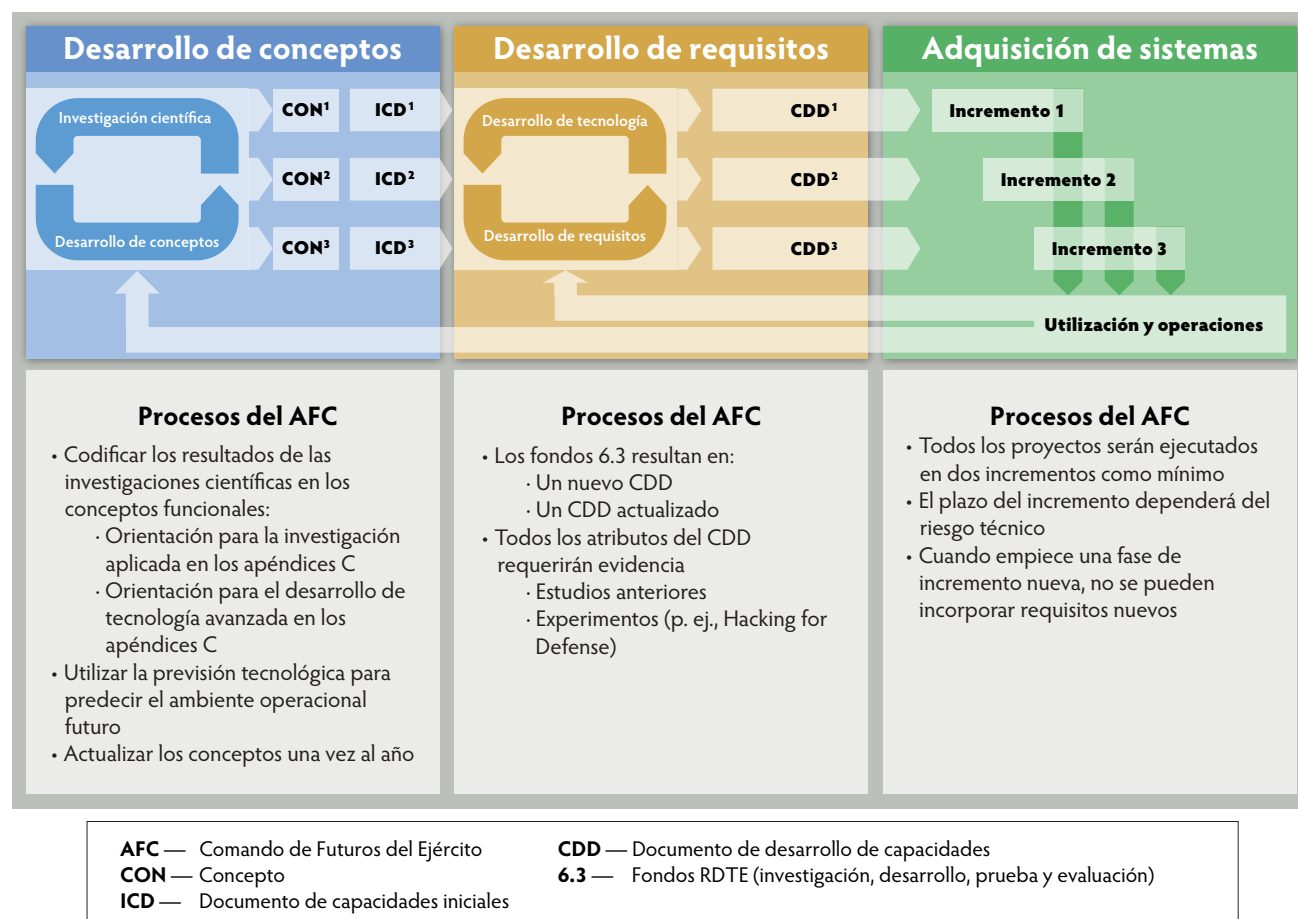 Desarrollo de conceptos
Investigación científica
Desarrollo de conceptos
CON¹ ICD¹
CON² ICD²
CON³ ICD³
Desarrollo de requisitos
Desarrollo de tecnología
Desarrollo de requisitos
CDD¹
CDD²
CDD³
Adquisición de sistemas
Incremento 1
Incremento 2
Incremento 3
Utilización y operaciones
Procesos del AFC
• Codificar los resultados de las
investigaciones científicas en los
conceptos funcionales:
· Orientación para la investigación
aplicada en los apéndices C
· Orientación para el desarrollo de
tecnología avanzada en los
apéndices C
• Utilizar la previsión tecnológica para
predecir el ambiente operacional
futuro
• Actualizar los conceptos una vez al año
Procesos del AFC
• Los fondos 6.3 resultan en:
· Un nuevo CDD
· Un CDD actualizado
• Todos los atributos del CDD
requerirán evidencia
· Estudios anteriores
· Experimentos (p. ej., Hacking for
Defense)
Procesos del AFC
• Todos los proyectos serán ejecutados
en dos incrementos como mínimo
• El plazo del incremento dependerá del
riesgo técnico
• Cuando empiece una fase de
incremento nueva, no se pueden
incorporar requisitos nuevos
AFC — Comando de Futuros del Ejército
CON — Concepto
ICD — Documento de capacidades iniciales
CDD — Documento de desarrollo de capacidades
6.3 — Fondos RDTE (investigación, desarrollo, prueba y evaluación)